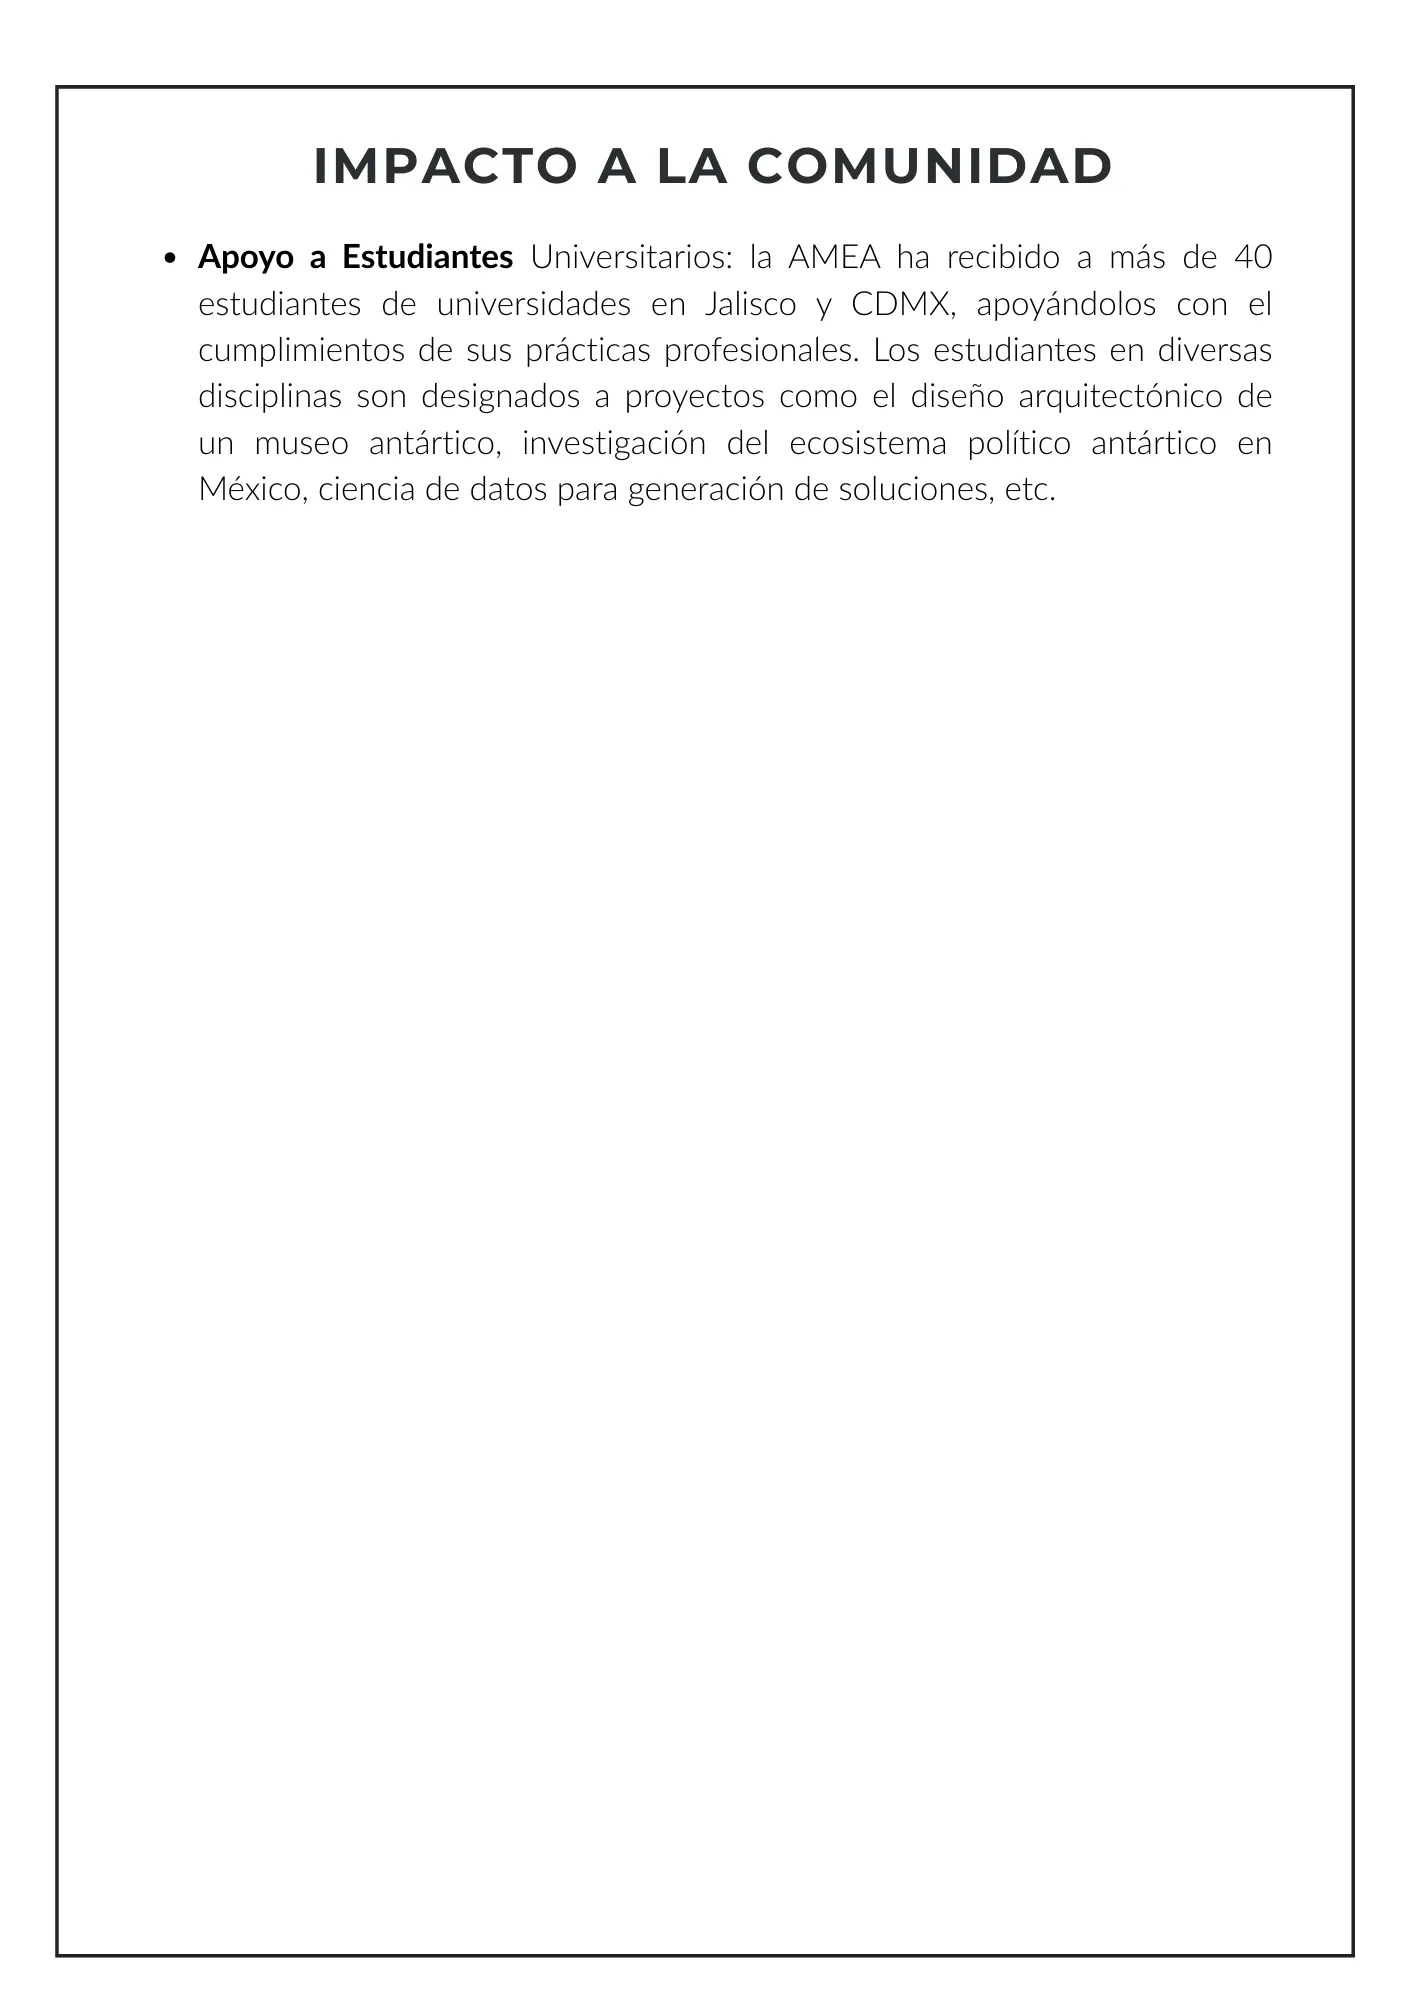 IMPACTO A LA COMUNIDAD
• Apoyo a Estudiantes Universitarios: la AMEA ha recibido a más de 40
estudiantes de universidades en Jalisco y CDMX, apoyándolos con el
cumplimientos de sus prácticas profesionales. Los estudiantes en diversas
disciplinas son designados a proyectos como el diseño arquitectónico de
un museo antártico, investigación del ecosistema político antártico en
México, ciencia de datos para generación de soluciones, etc.